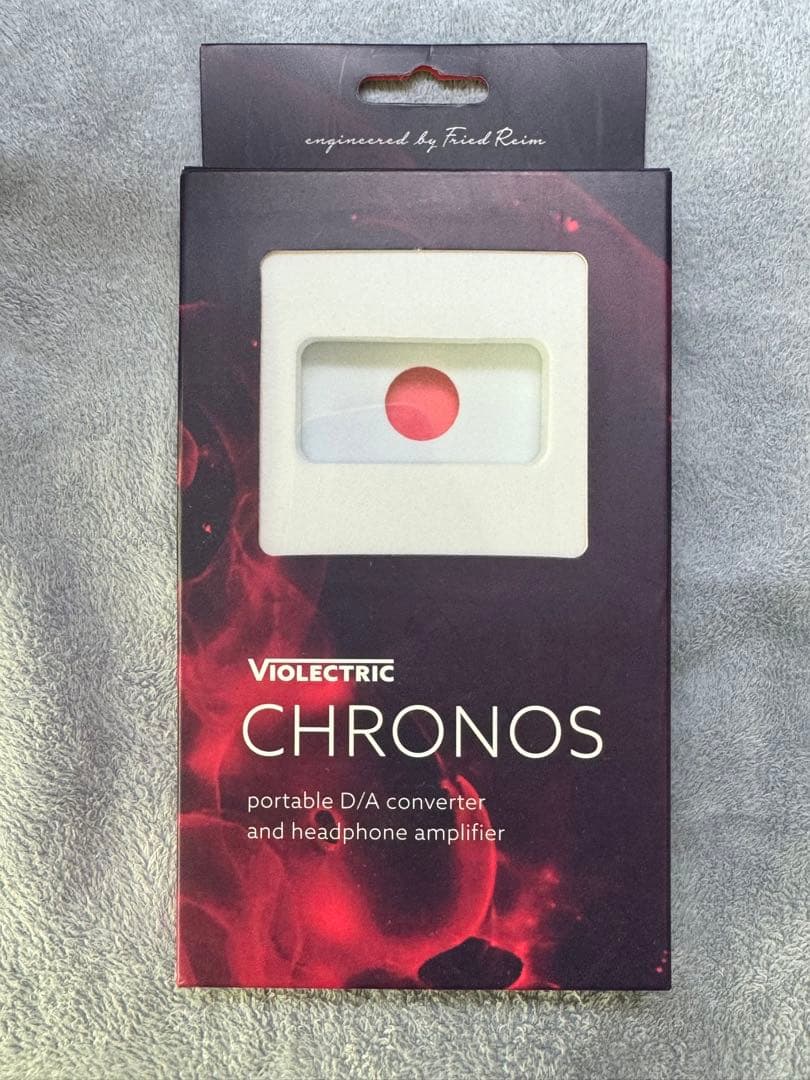 engineered by Fried Reim
VIOLECTRIC
CHRONOS
portable D/A converter
and headphone amplifier